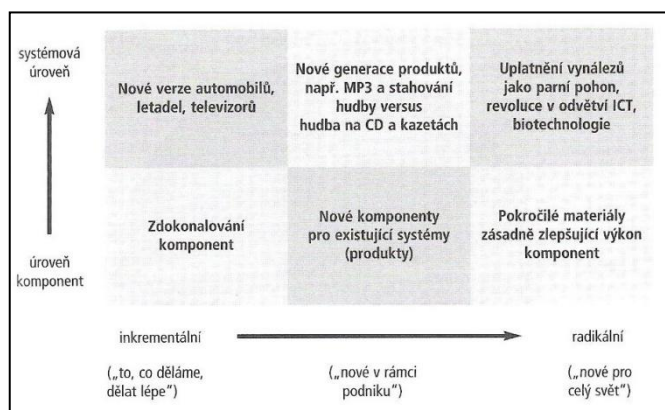 systémová
úroveň
Nové verze automobilů,
letadel, televizorů
Nové generace produktů,
např. MP3 a stahování
hudby versus
hudba na CD a kazetách
Uplatnění vynálezů
jako parní pohon,
revoluce v odvětví ICT,
biotechnologie
úroveň
komponent
Zdokonalování
komponent
Nové komponenty
pro existující systémy
(produkty)
Pokročilé materiály
zásadně zlepšující výkon
komponent
inkrementální
radikální
(„to, co děláme,
dělat lépe“)
(„nové v rámci
podniku“)
(„nové pro
celý svět“)